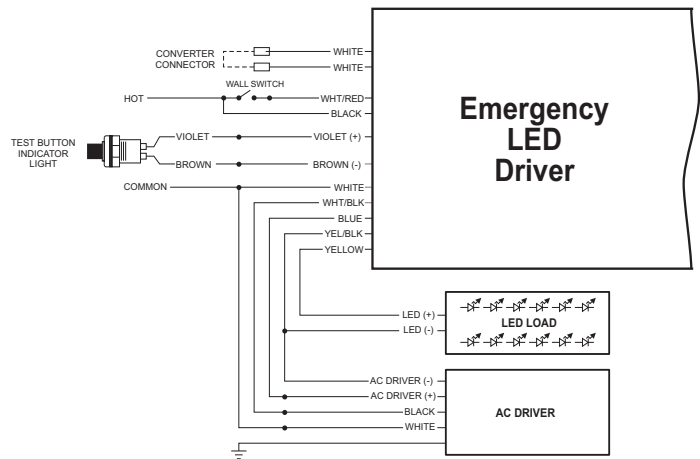 CONVERTER
CONNECTOR
WHITE
WHITE
WALL SWITCH
HOT
WHT/RED
BLACK
TEST BUTTON
INDICATOR
LIGHT
VIOLET
VIOLET (+)
BROWN
BROWN (-)
COMMON
WHITE
WHT/BLK
BLUE
YEL/BLK
YELLOW
Emergency
LED
Driver
LED (+)
LED (-)
LED LOAD
AC DRIVER (-)
AC DRIVER (+)
BLACK
WHITE
AC DRIVER